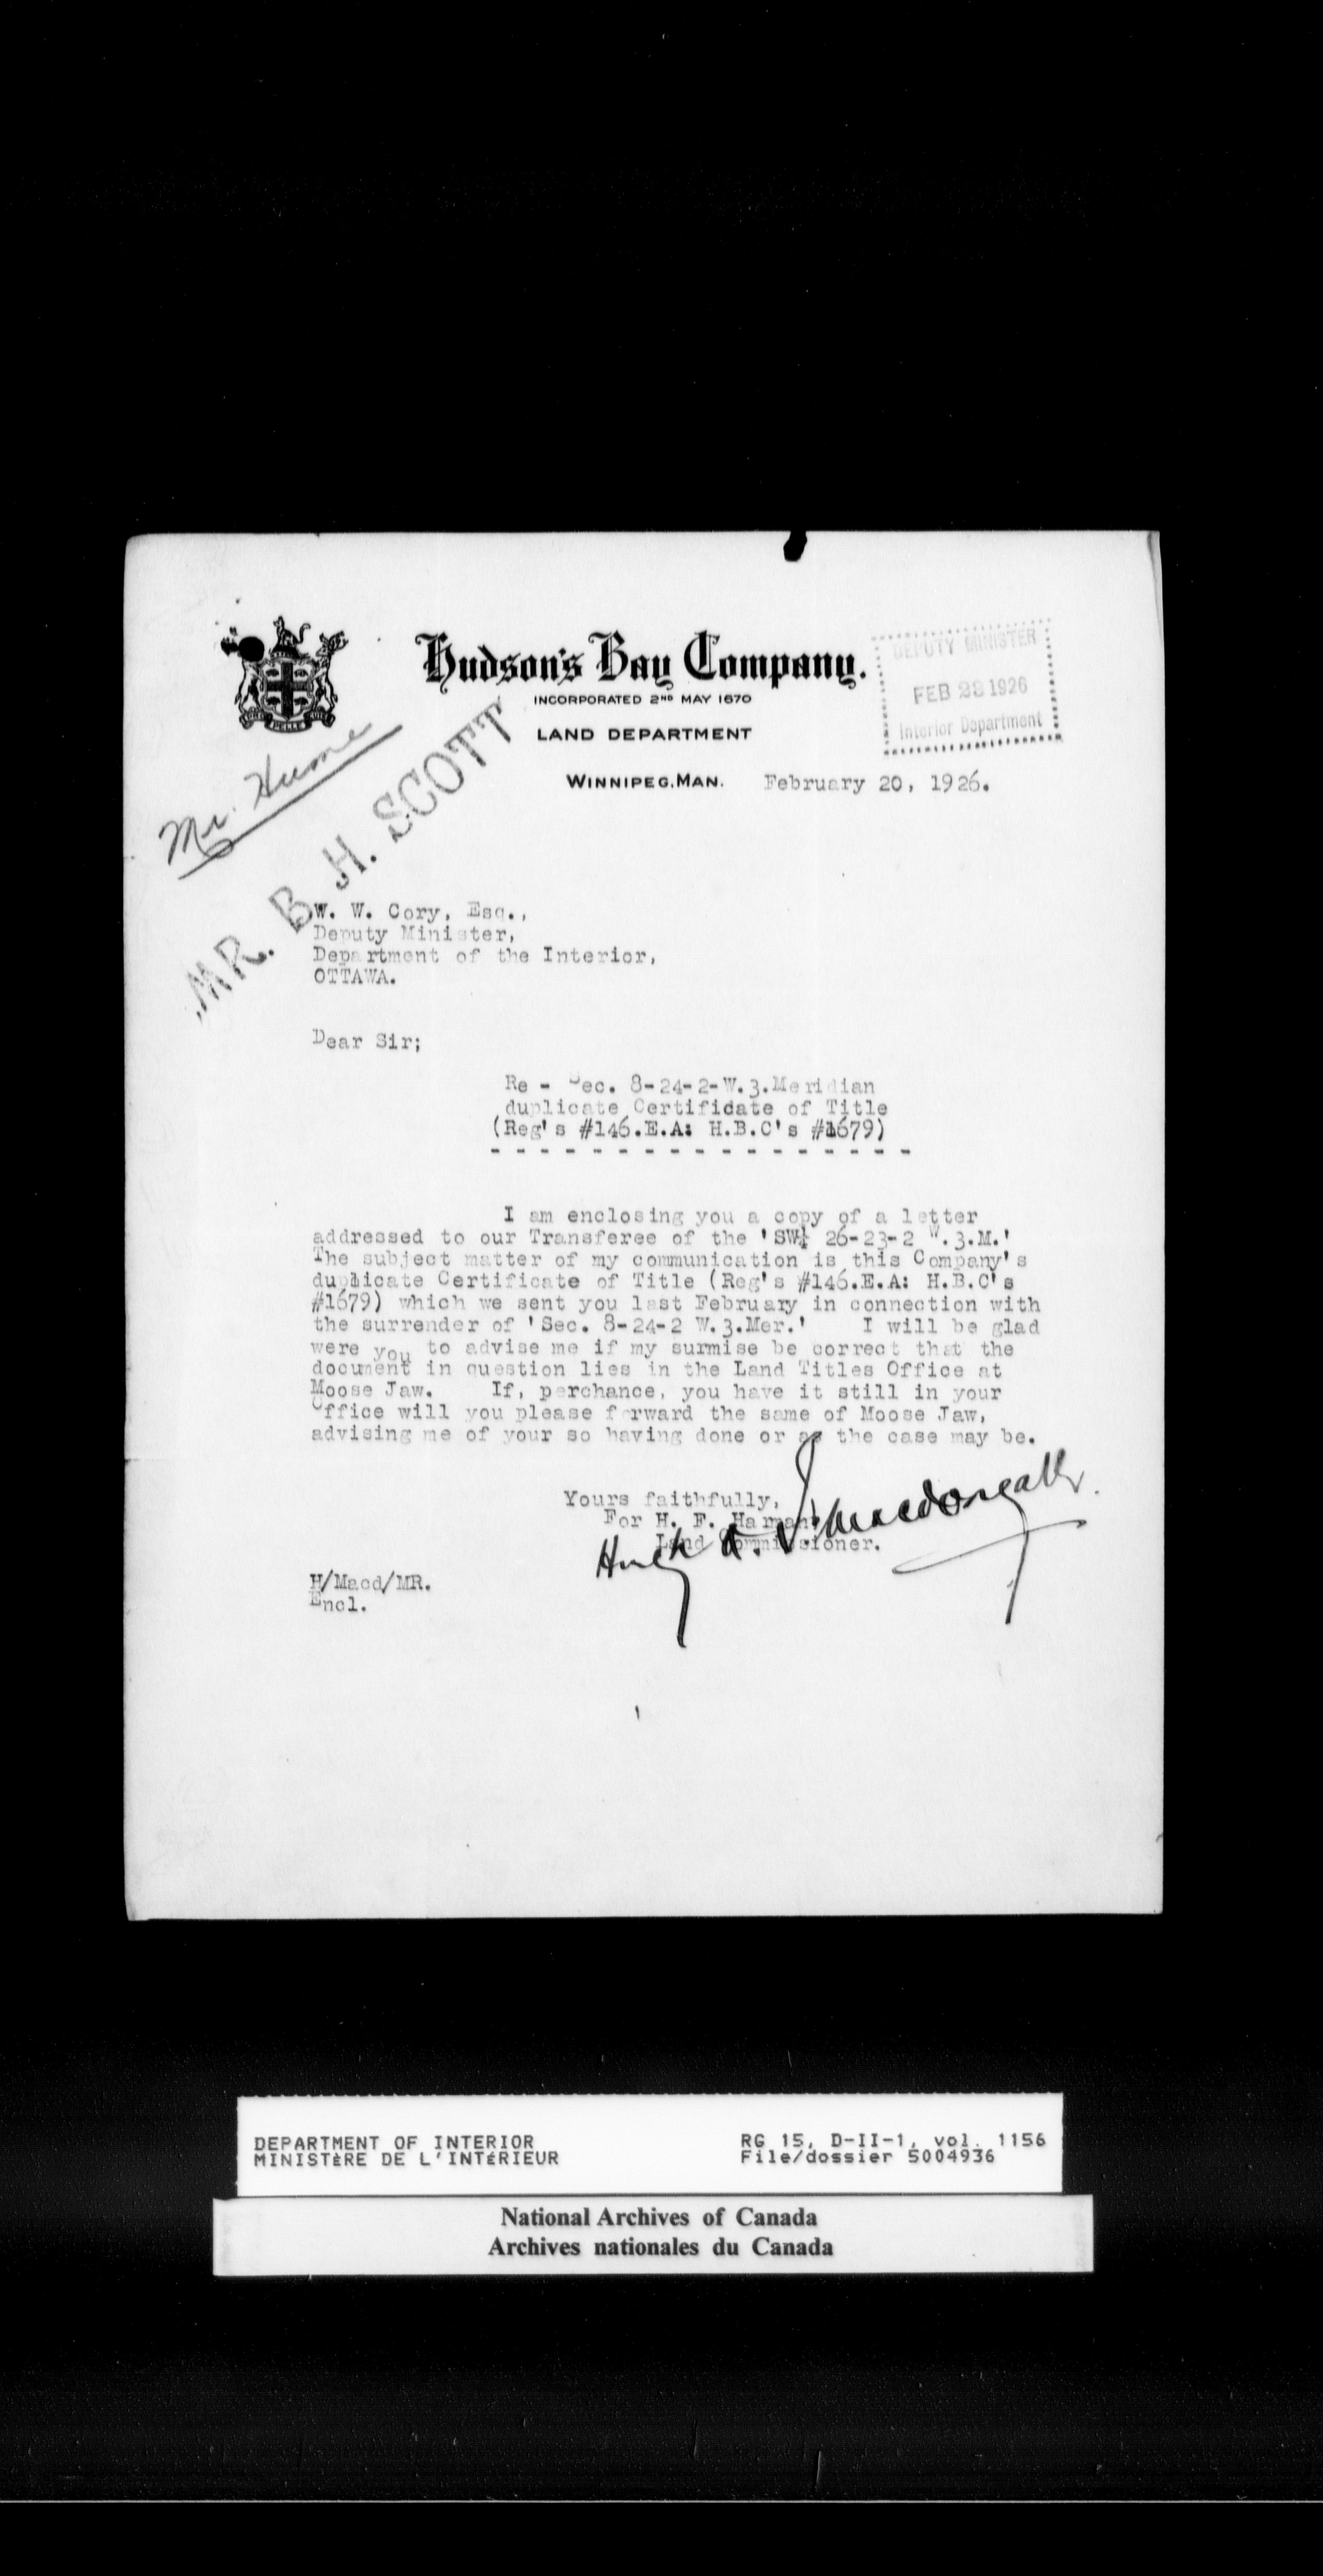 Hudson's Bay Company.
INCORPORATED 2ND MAY 1670
LAND DEPARTMENT
DEPUTY MINISTER
FEB 23 1926
Interior Department
WINNIPEG, MAN. February 20, 1926.
Mr. Hume
MR. B. H. SCOTT
W. W. Cory, Esq.,
Deputy Minister,
Department of the Interior,
OTTAWA.
Dear Sir;
Re - Sec. 8-24-2-W.3.Meridian
duplicate Certificate of Title
(Reg's #146.E.A: H.B.C's #1679)
- - - - - - - - - - - - - - - - - -
I am enclosing you a copy of a letter
addressed to our Transferee of the 'SW¼ 26-23-2 W.3.M.'
The subject matter of my communication is this Company's
duplicate Certificate of Title (Reg's #146.E.A: H.B.C's
#1679) which we sent you last February in connection with
the surrender of 'Sec. 8-24-2 W.3.Mer.' I will be glad
were you to advise me if my surmise be correct that the
document in question lies in the Land Titles Office at
Moose Jaw. If, perchance, you have it still in your
Office will you please forward the same of Moose Jaw,
advising me of your so having done or as the case may be.
Yours faithfully,
For H. F. Harman,
Land Commissioner.
Hugh Macdongall
H/Macd/MR.
Encl.
DEPARTMENT OF INTERIOR
MINISTÈRE DE L'INTÉRIEUR
RG 15, D-II-1, vol. 1156
File/dossier 5004936
National Archives of Canada
Archives nationales du Canada